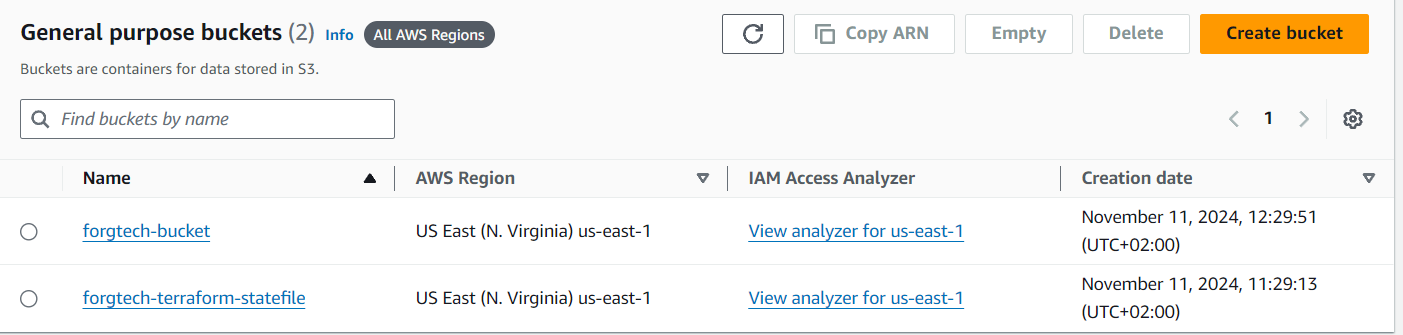 General purpose buckets (2) Info All AWS Regions Copy ARN Empty Delete Create bucket
Buckets are containers for data stored in S3.
Find buckets by name 1
Name AWS Region IAM Access Analyzer Creation date
forgtech-bucket US East (N. Virginia) us-east-1 View analyzer for us-east-1 November 11, 2024, 12:29:51
(UTC+02:00)
forgtech-terraform-statefile US East (N. Virginia) us-east-1 View analyzer for us-east-1 November 11, 2024, 11:29:13
(UTC+02:00)